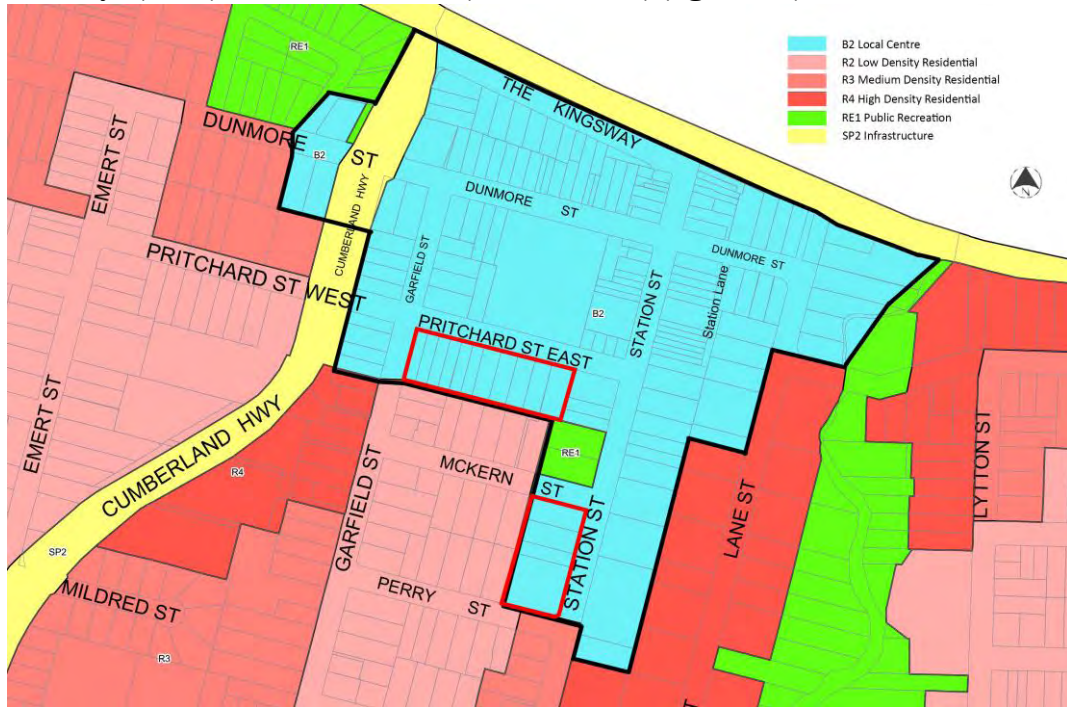 RE1
B2 Local Centre
R2 Low Density Residential
R3 Medium Density Residential
R4 High Density Residential
RE1 Public Recreation
SP2 Infrastructure
N
THE KINGSWAY
DUNMORE ST
B2
EMERT ST
CUMBERLAND HWY
DUNMORE ST
DUNMORE ST
GARFIELD ST
STATION ST
Station Lane
PRITCHARD ST WEST
B2
PRITCHARD ST EAST
CUMBERLAND HWY
EMERT ST
R4
GARFIELD ST
MCKERN ST
RE1
LANE ST
LYTTON ST
SP2
STATION ST
PERRY ST
MILDRED ST
R3